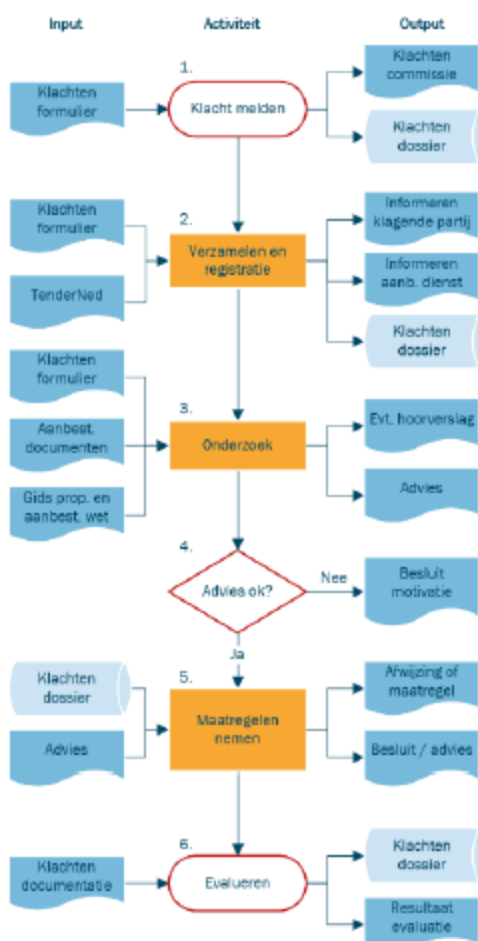 Input Activiteit Output
1.
Klachten
formulier
Klacht melden
Klachten
commissie
Klachten
dossier
2.
Klachten
formulier
TenderNed
Verzamelen en
registratie
Informeren
klagende partij
Informeren
aanb. dienst
Klachten
dossier
3.
Klachten
formulier
Aanbest.
documenten
Gids prop. en
aanbest. wet
Onderzoek
Evt. hoorverslag
Advies
4.
Advies ok?
Nee
Besluit
motivatie
Ja
5.
Klachten
dossier
Advies
Maatregelen
nemen
Afwijzing of
maatregel
Besluit / advies
6.
Klachten
documentatie
Evalueren
Klachten
dossier
Resultaat
evaluatie